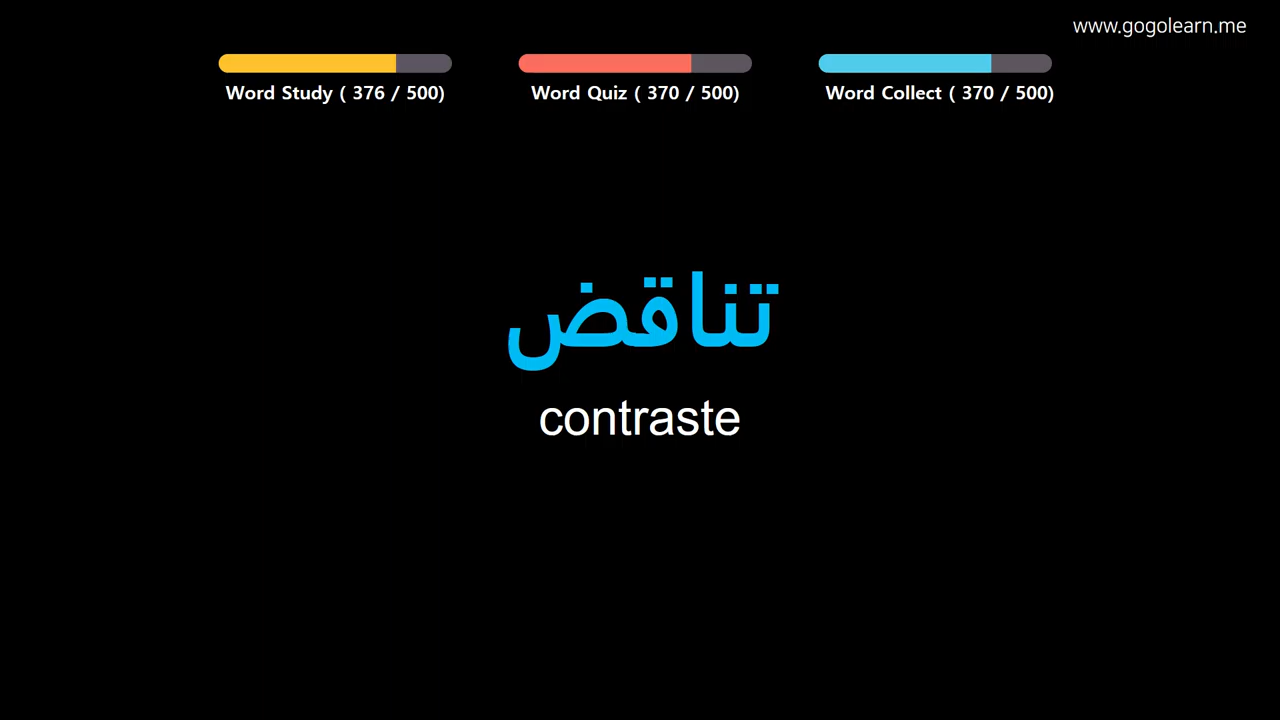 www.gogolearn.me
Word Study ( 376 / 500)
Word Quiz ( 370 / 500)
Word Collect ( 370 / 500)
تناقض
contraste